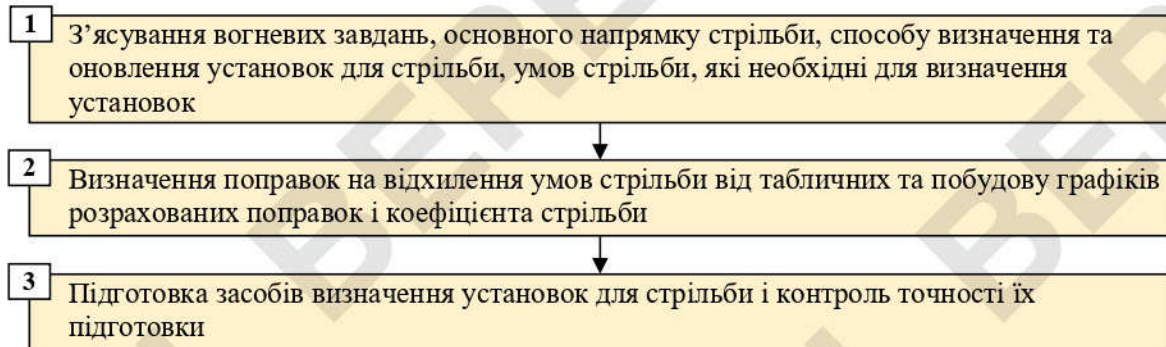 1
З’ясування вогневих завдань, основного напрямку стрільби, способу визначення та
оновлення установок для стрільби, умов стрільби, які необхідні для визначення
установок
2
Визначення поправок на відхилення умов стрільби від табличних та побудову графіків
розрахованих поправок і коефіцієнта стрільби
3
Підготовка засобів визначення установок для стрільби і контроль точності їх
підготовки